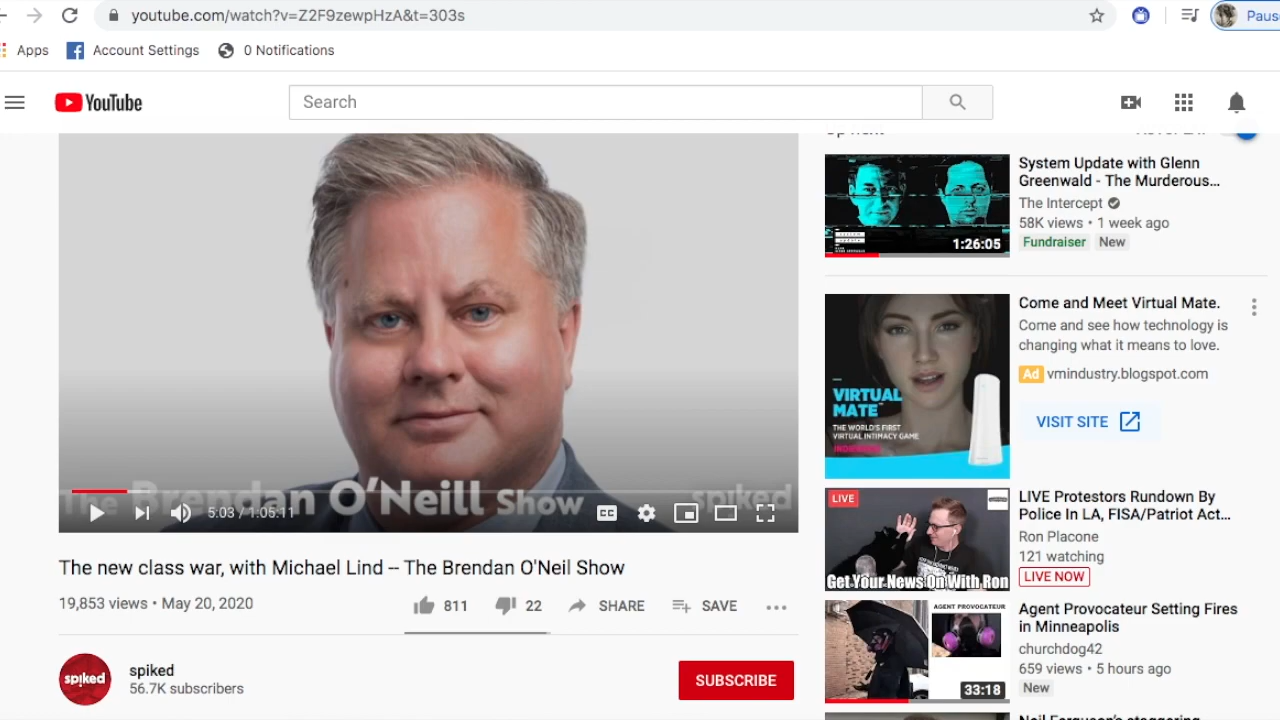 youtube.com/watch?v=Z2F9zewpHzA&t=303s
Paus
Apps
Account Settings
0 Notifications
YouTube
Search
The Brendan O'Neill Show
spiked
5:03 / 1:05:11
CC
The new class war, with Michael Lind -- The Brendan O'Neil Show
19,853 views • May 20, 2020
811
22
SHARE
SAVE
spiked
spiked
56.7K subscribers
SUBSCRIBE
1:26:05
System Update with Glenn
Greenwald - The Murderous...
The Intercept
58K views • 1 week ago
Fundraiser
New
VIRTUAL
MATE
THE WORLD'S FIRST
VIRTUAL INTIMACY GAME
Come and Meet Virtual Mate.
Come and see how technology is
changing what it means to love.
Ad
vmindustry.blogspot.com
VISIT SITE
LIVE
Get Your News On With Ron
LIVE Protestors Rundown By
Police In LA, FISA/Patriot Act...
Ron Placone
121 watching
LIVE NOW
AGENT PROVOCATEUR
33:18
Agent Provocateur Setting Fires
in Minneapolis
churchdog42
659 views • 5 hours ago
New